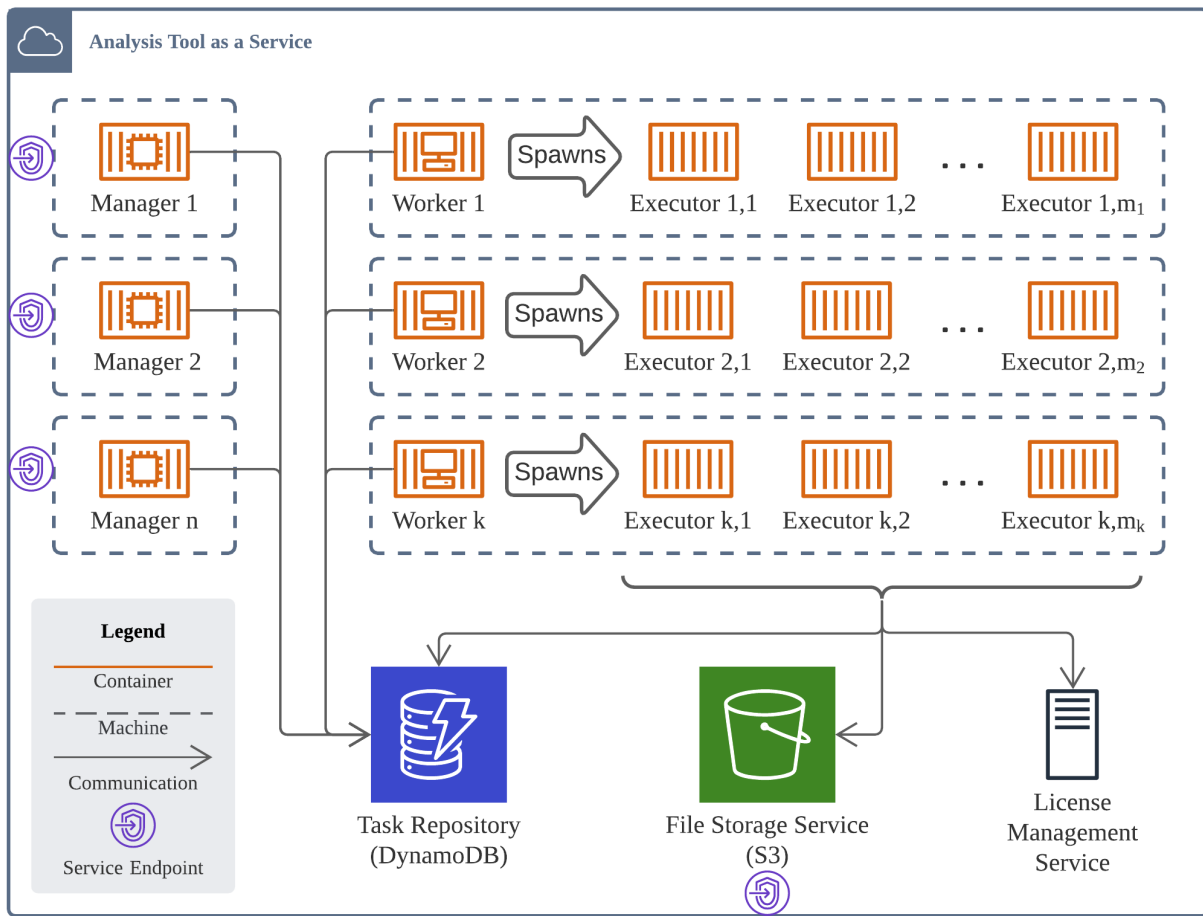 Analysis Tool as a Service
Manager 1
Worker 1
Spawns
Executor 1,1
Executor 1,2
...
Executor 1,m₁
Manager 2
Worker 2
Spawns
Executor 2,1
Executor 2,2
...
Executor 2,m₂
Manager n
Worker k
Spawns
Executor k,1
Executor k,2
...
Executor k,mₖ
Legend
Container
Machine
Communication
Service Endpoint
Task Repository
(DynamoDB)
File Storage Service
(S3)
License
Management
Service